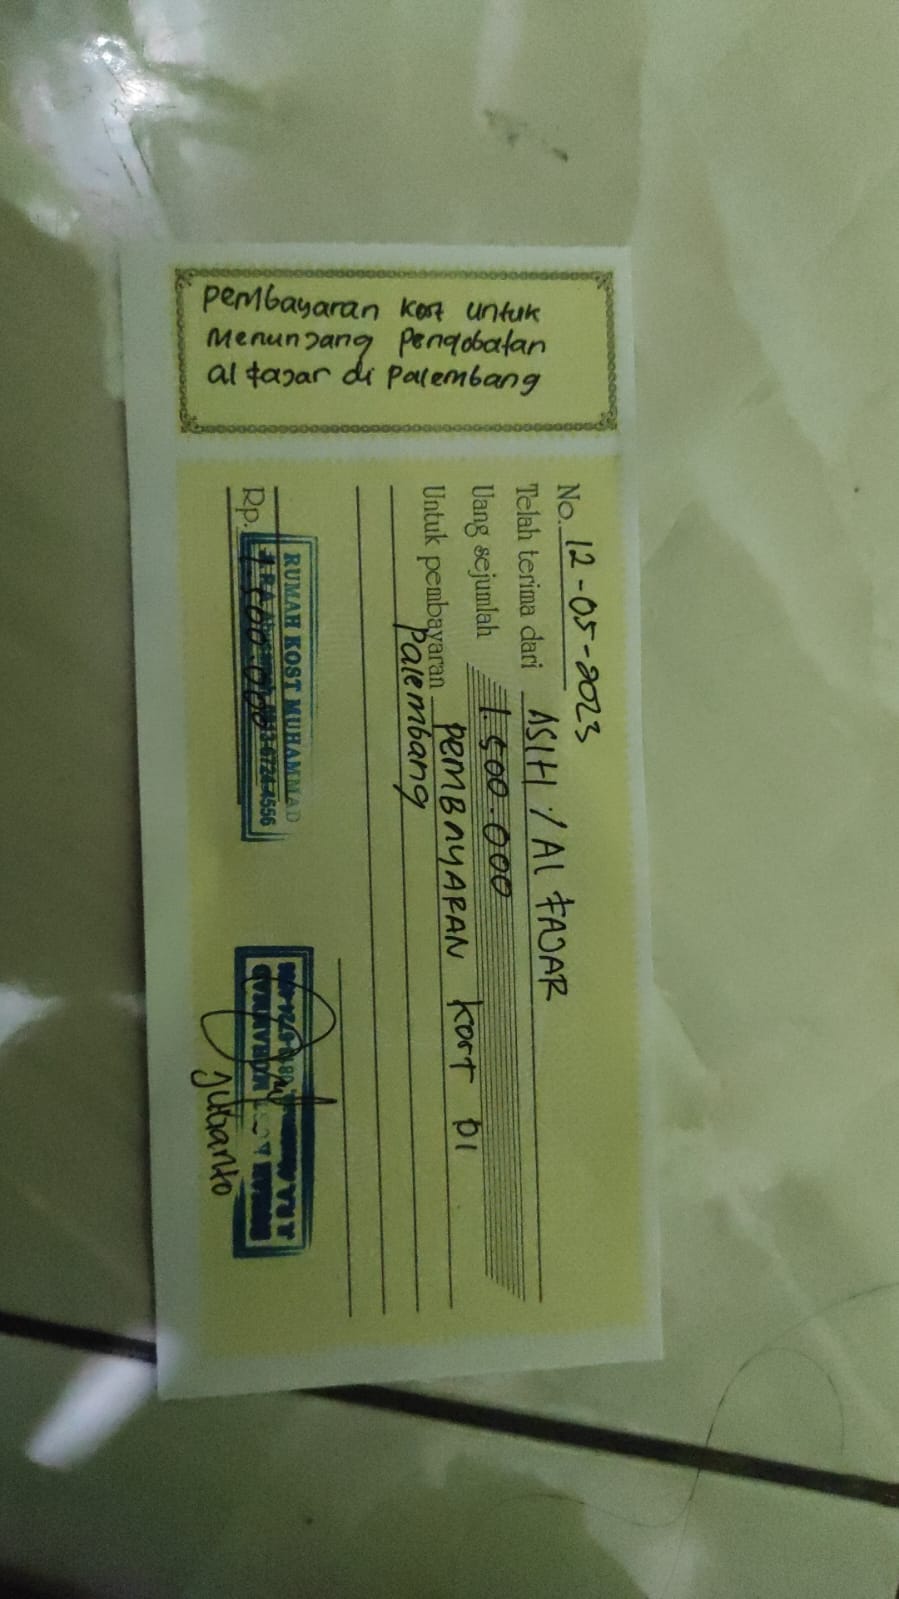 Pembayaran kost untuk
Menunjang Pengobatan
al fajar di Palembang
No. 12-05-2023
Telah terima dari ASIH / Al FAJAR
Uang sejumlah 1.500.000
Untuk pembayaran PEMBAYARAN KOST DI
Palembang
RUMAH KOST MUHAMMAD
Rp. 1.500.000
Julianto